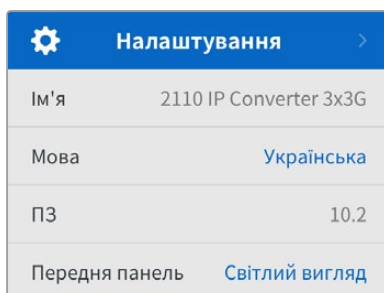 Налаштування
Ім'я 2110 IP Converter 3x3G
Мова Українська
ПЗ 10.2
Передня панель Світлий вигляд